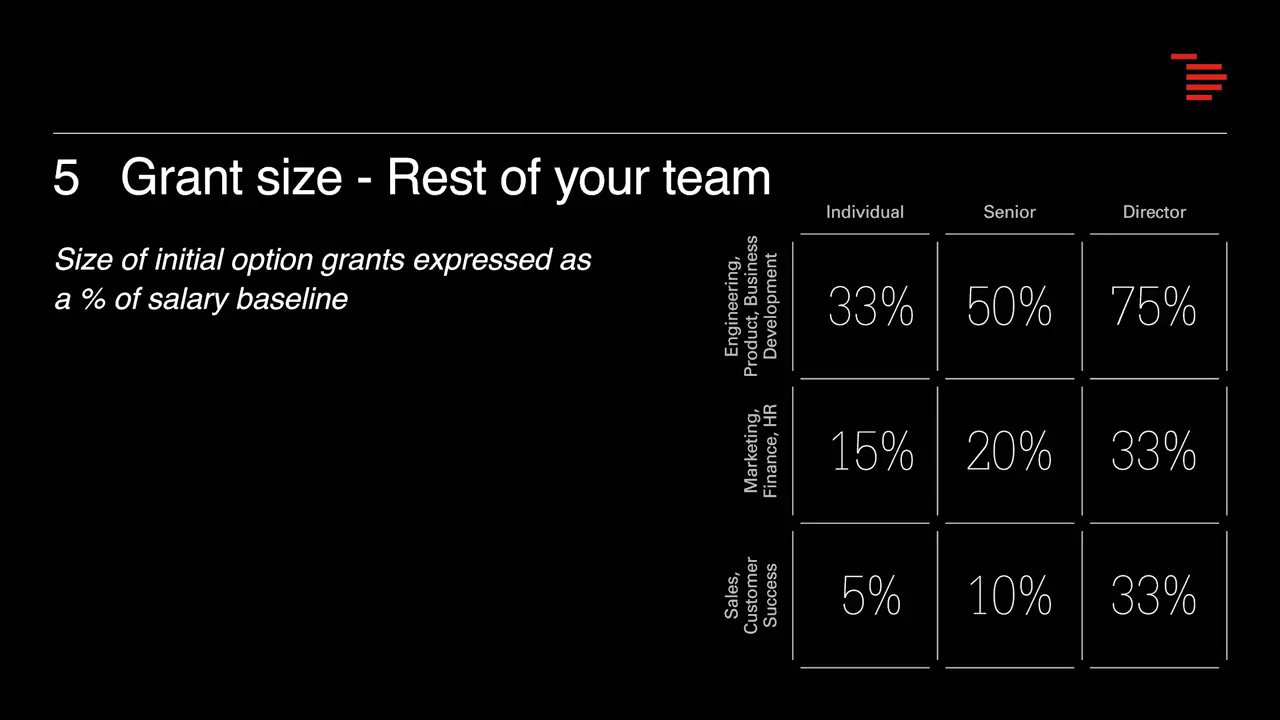 5 Grant size - Rest of your team
Size of initial option grants expressed as
a % of salary baseline
Individual Senior Director
Engineering,
Product, Business
Development
33% 50% 75%
Marketing,
Finance, HR
15% 20% 33%
Sales,
Customer
Success
5% 10% 33%